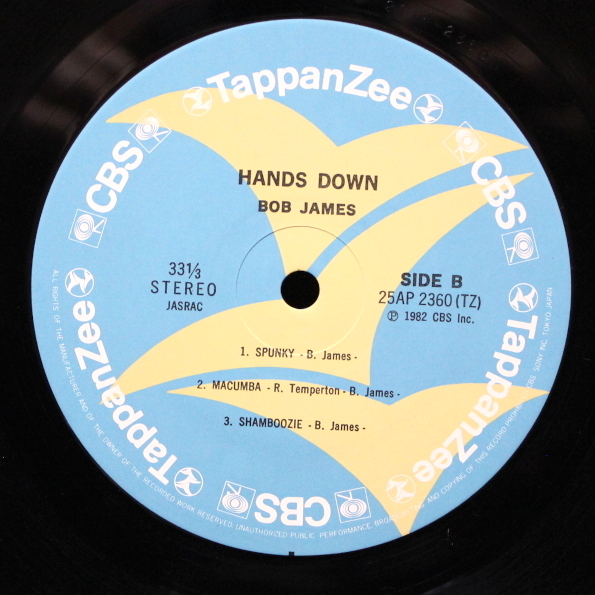 TappanZee
CBS
CBS
HANDS DOWN
BOB JAMES
33 1/3
STEREO
JASRAC
SIDE B
25AP 2360 (TZ)
℗ 1982 CBS Inc.
1. SPUNKY - B. James -
2. MACUMBA - R. Temperton - B. James -
3. SHAMBOOZIE - B. James -
TappanZee
TappanZee
CBS
ALL RIGHTS OF THE MANUFACTURER AND OF THE OWNER OF THE RECORDED WORK RESERVED. UNAUTHORIZED PUBLIC PERFORMANCE, BROADCASTING AND COPYING OF THIS RECORD PROHIBITED. CBS/SONY INC. TOKYO JAPAN